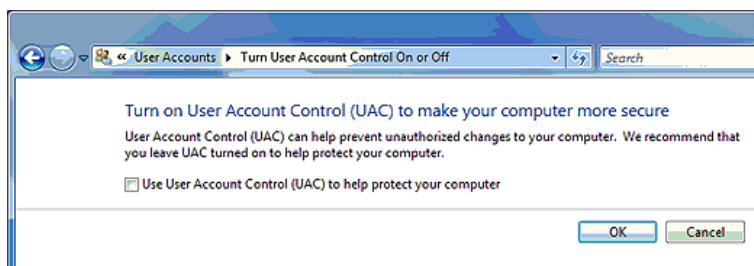 « User Accounts ▸ Turn User Account Control On or Off Search
Turn on User Account Control (UAC) to make your computer more secure
User Account Control (UAC) can help prevent unauthorized changes to your computer. We recommend that
you leave UAC turned on to help protect your computer.
Use User Account Control (UAC) to help protect your computer
OK Cancel